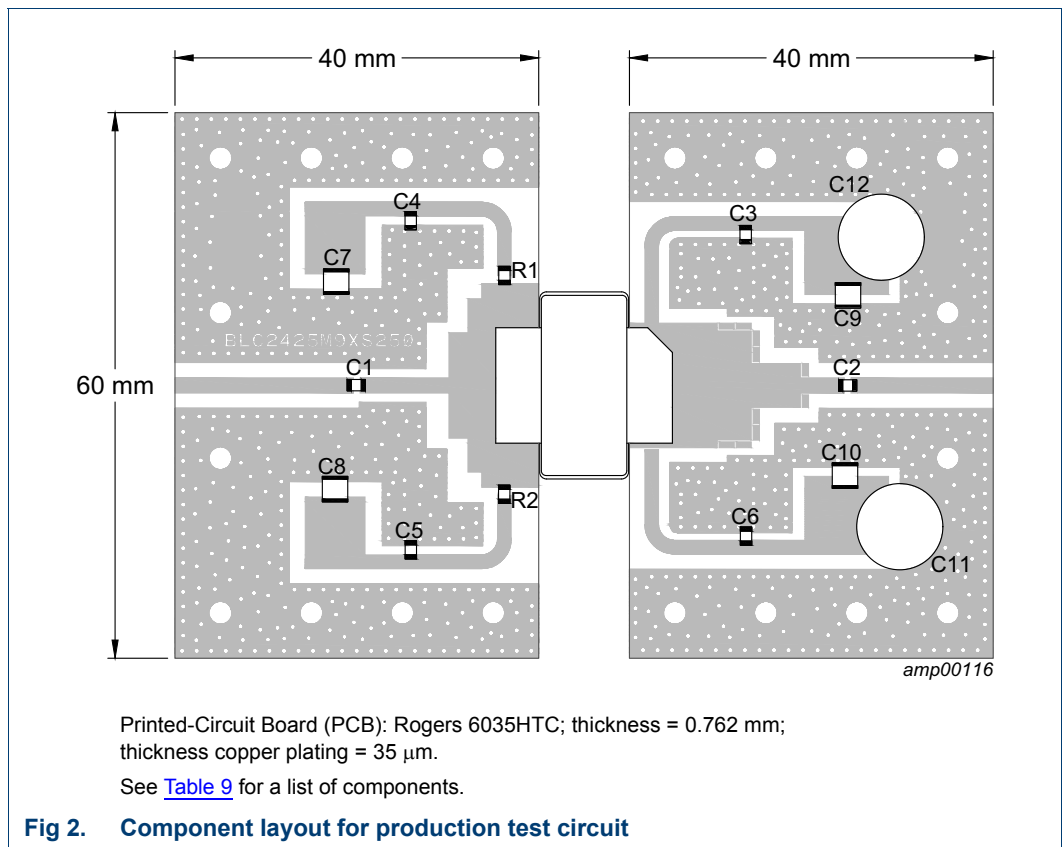 40 mm
40 mm
60 mm
C12
C4
C3
C7
R1
C9
BLC2425M9XS250
C1
C2
C8
C10
R2
C5
C6
C11
amp00116
Printed-Circuit Board (PCB): Rogers 6035HTC; thickness = 0.762 mm;
thickness copper plating = 35 μm.
See Table 9 for a list of components.
Fig 2. Component layout for production test circuit